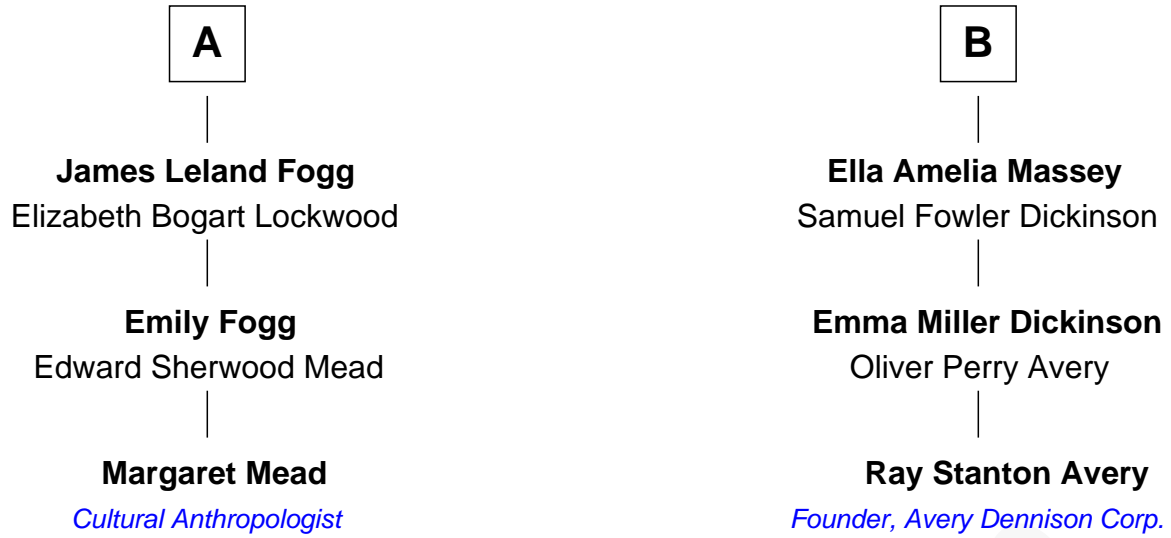 A
James Leland Fogg
Elizabeth Bogart Lockwood
Emily Fogg
Edward Sherwood Mead
Margaret Mead
Cultural Anthropologist
B
Ella Amelia Massey
Samuel Fowler Dickinson
Emma Miller Dickinson
Oliver Perry Avery
Ray Stanton Avery
Founder, Avery Dennison Corp.